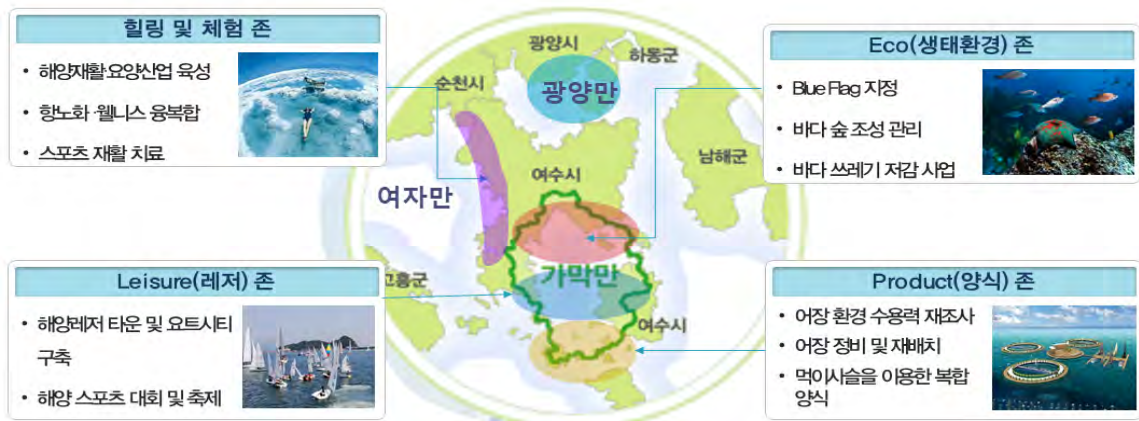 힐링 및 체험 존
• 해양재활·요양산업 육성
• 항노화·웰니스 융복합
• 스포츠 재활 치료
Eco(생태환경) 존
• Blue Flag 지정
• 바다 숲 조성 관리
• 바다 쓰레기 저감 사업
광양시
하동군
순천시
광양만
남해군
여수시
여자만
가막만
고흥군
여수시
Leisure(레저) 존
• 해양레저 타운 및 요트시티
구축
• 해양 스포츠 대회 및 축제
Product(양식) 존
• 어장 환경 수용력 재조사
• 어장 정비 및 재배치
• 먹이사슬을 이용한 복합
양식